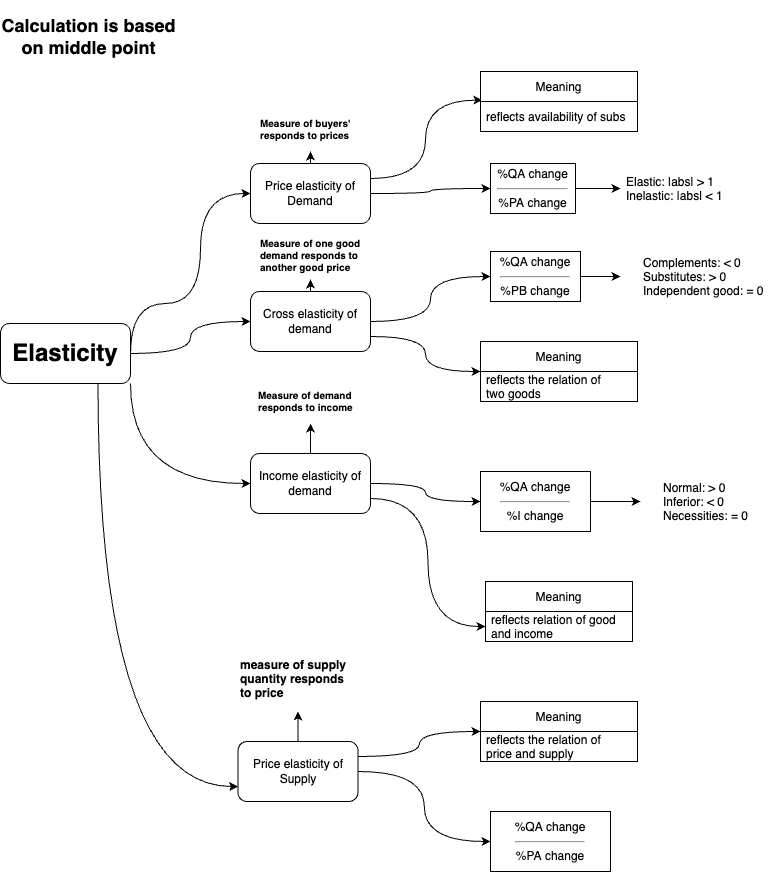 Calculation is based
on middle point
Meaning
reflects availability of subs
Measure of buyers'
responds to prices
Price elasticity of
Demand
%QA change
%PA change
Elastic: |abs| > 1
Inelastic: |abs| < 1
Measure of one good
demand responds to
another good price
Cross elasticity of
demand
%QA change
%PB change
Complements: < 0
Substitutes: > 0
Independent good: = 0
Meaning
reflects the relation of
two goods
Elasticity
Measure of demand
responds to income
Income elasticity of
demand
%QA change
%I change
Normal: > 0
Inferior: < 0
Necessities: = 0
Meaning
reflects relation of good
and income
measure of supply
quantity responds
to price
Price elasticity of
Supply
Meaning
reflects the relation of
price and supply
%QA change
%PA change